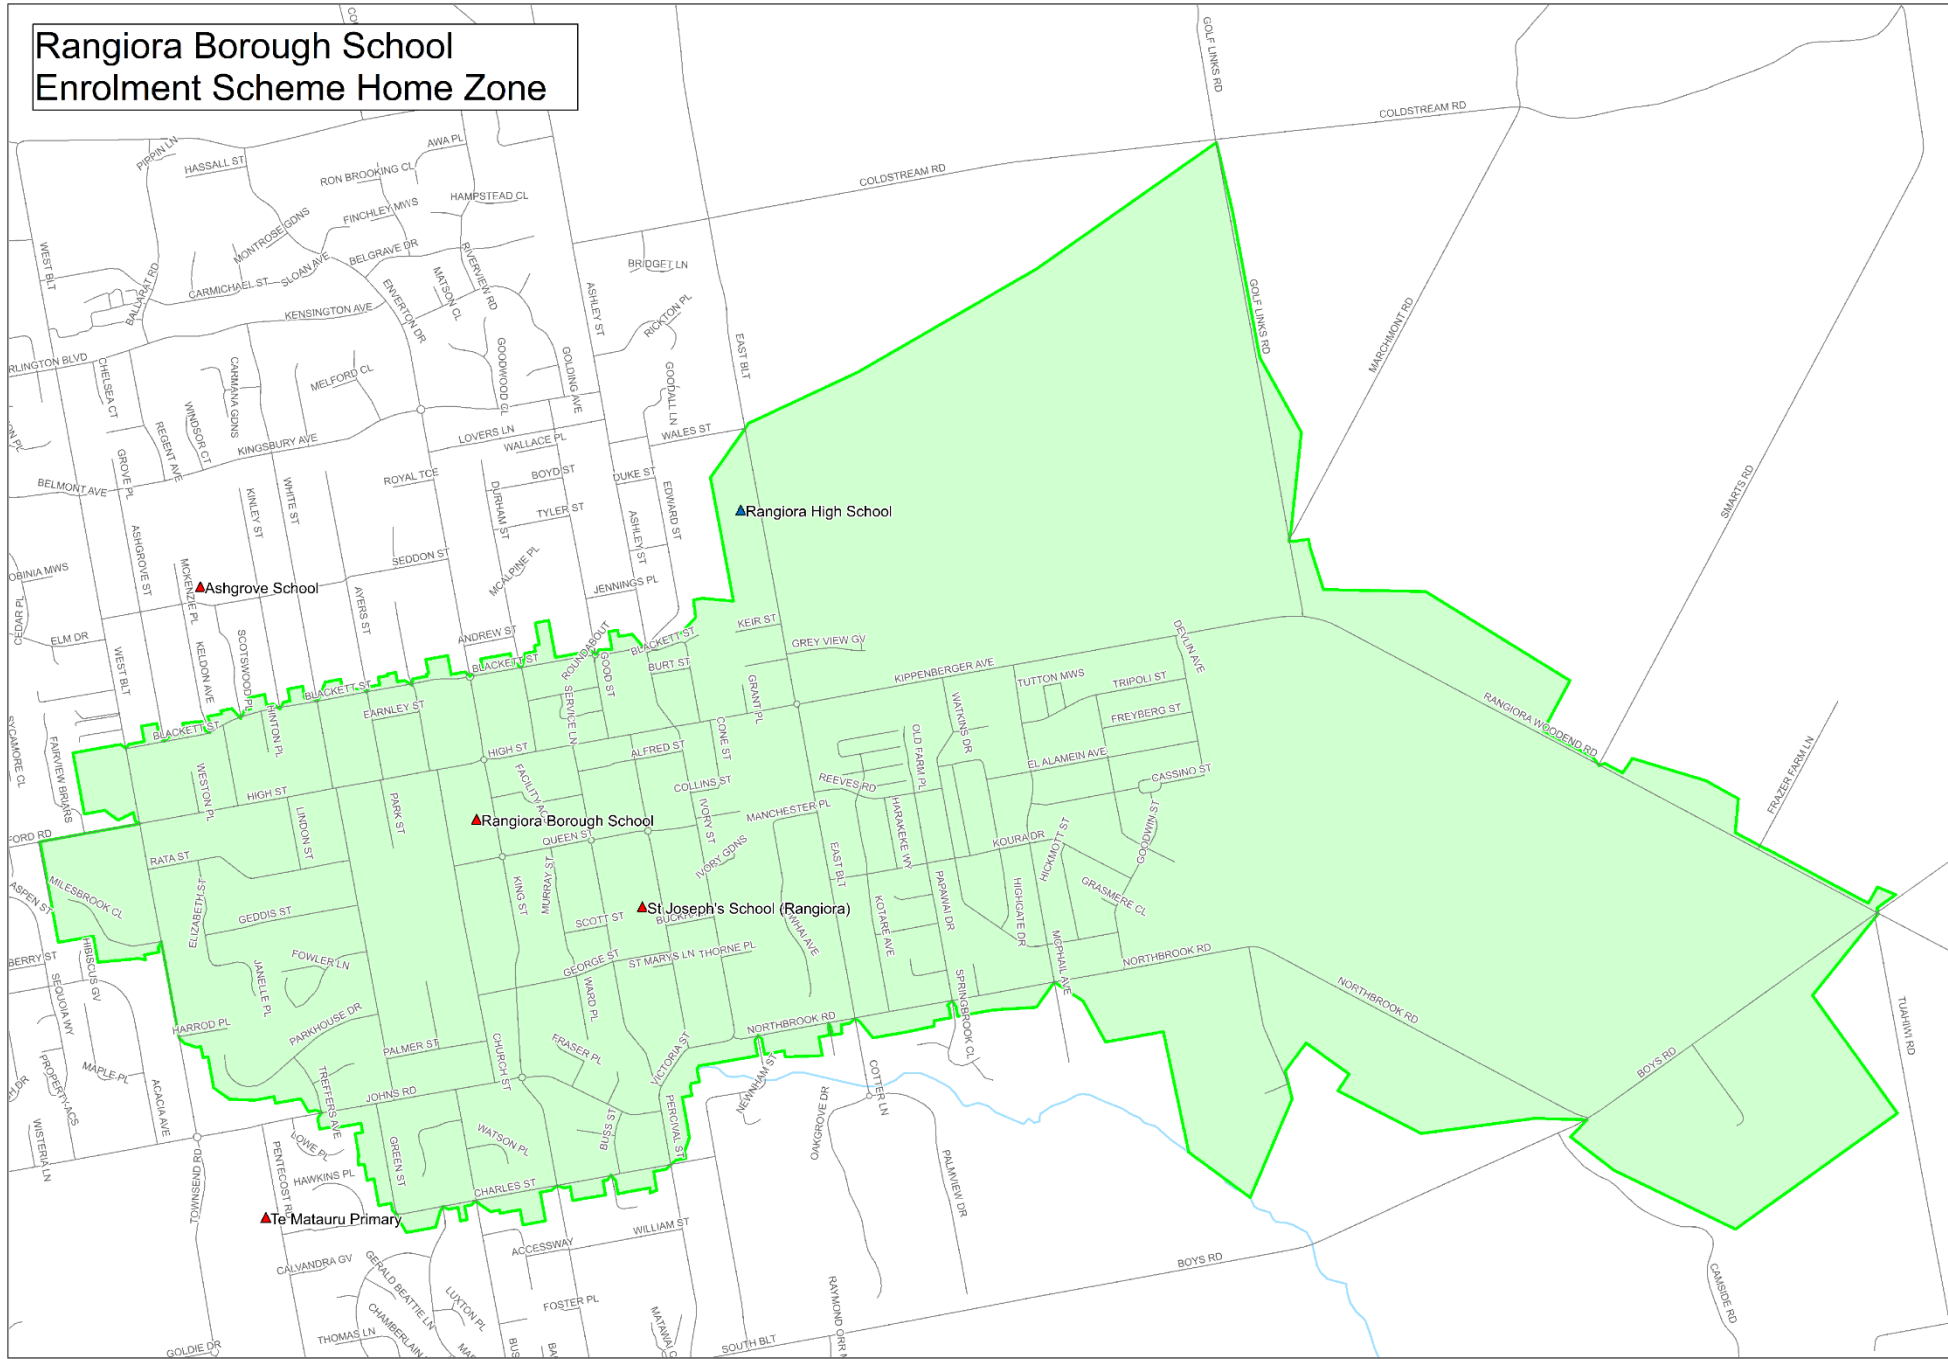 Rangiora Borough School
Enrolment Scheme Home Zone
GOLF LINKS RD
COLDSTREAM RD
COLDSTREAM RD
PIPPIN LN
HASSALL ST
AWA PL
RON BROOKING CL
HAMPSTEAD CL
FINCHLEY MWS
MONTROSE GDNS
BELGRAVE DR
SLOAN AVE
RIVERVIEW RD
WEST BLT
BALLARAT RD
CARMICHAEL ST
MATSON CL
ENVERTON DR
BRIDGET LN
ASHLEY ST
RICKTON PL
KENSINGTON AVE
GOLF LINKS RD
MARCHMONT RD
EAST BLT
RLINGTON BLVD
CHELSEA CT
CARMANA GDNS
MELFORD CL
GOODWOOD CL
GOLDING AVE
GOODALL LN
WINDSOR CT
REGENT AVE
KINGSBURY AVE
LOVERS LN
WALLACE PL
WALES ST
GROVE PL
BELMONT AVE
ROYAL TCE
BOYD ST
DUKE ST
KINLEY ST
WHITE ST
DURHAM ST
TYLER ST
EDWARD ST
ASHLEY ST
SMARTS RD
Rangiora High School
ASHGROVE ST
MCKENZIE PL
SEDDON ST
MCALPINE PL
JENNINGS PL
OBINIA MWS
Ashgrove School
AYERS ST
CEDAR PL
ELM DR
WEST BLT
KELDON AVE
SCOTSWOOD PL
ANDREW ST
ROUNDABOUT
BLACKETT ST
KEIR ST
GREY VIEW GV
DEVLIN AVE
BLACKETT ST
GOOD ST
BURT ST
GRANT PL
KIPPENBERGER AVE
TUTTON MWS
TRIPOLI ST
BLACKETT ST
EARNLEY ST
SERVICE LN
WATKINS DR
FREYBERG ST
RANGIORA WOODEND RD
BLACKETT ST
HINTON PL
SYCAMORE CL
FAIRVIEW BRIARS
HIGH ST
ALFRED ST
CONE ST
OLD FARM PL
EL ALAMEIN AVE
CASSINO ST
FRAZER FARM LN
WESTON PL
HIGH ST
PARK ST
COLLINS ST
REEVES RD
LINDON ST
Rangiora Borough School
QUEEN ST
IVORY ST
MANCHESTER PL
HARAKEKE WY
KOURA DR
HICKMOTT ST
GOODWIN ST
FORD RD
RATA ST
IVORY GDNS
EAST BLT
MILESBROOK CL
ASPEN ST
ELIZABETH ST
KING ST
MURRAY ST
PAPAWAI DR
HIGHGATE DR
GRASMERE CL
GEDDIS ST
SCOTT ST
St Joseph's School (Rangiora)
KOTARE AVE
BERRY ST
HIBISCUS GV
FOWLER LN
GEORGE ST
ST MARYS LN
THORNE PL
MCPHAIL AVE
NORTHBROOK RD
SEQUOIA WY
JANELLE PL
WARD PL
SPRINGBROOK CL
NORTHBROOK RD
HARROD PL
PARKHOUSE DR
NORTHBROOK RD
TUAHIWI RD
PALMER ST
CHURCH ST
FRASER PL
VICTORIA ST
MAPLE PL
PROPERTY ACS
ACACIA AVE
TREFFERS AVE
JOHNS RD
NEWNHAM ST
COTTER LN
BOYS RD
WISTERIA LN
LOWE PL
GREEN ST
WATSON PL
BUSS ST
PERCIVAL ST
OAKGROVE DR
PALMVIEW DR
TOWNSEND RD
PENTECOST RD
HAWKINS PL
CHARLES ST
Te Matauru Primary
WILLIAM ST
ACCESSWAY
BOYS RD
CALVANDRA GV
GERALD BEATTIE LN
LUXTON PL
FOSTER PL
RAYMOND ORR
CAMSIDE RD
THOMAS LN
CHAMBERLAIN
GOLDIE DR
SOUTH BLT